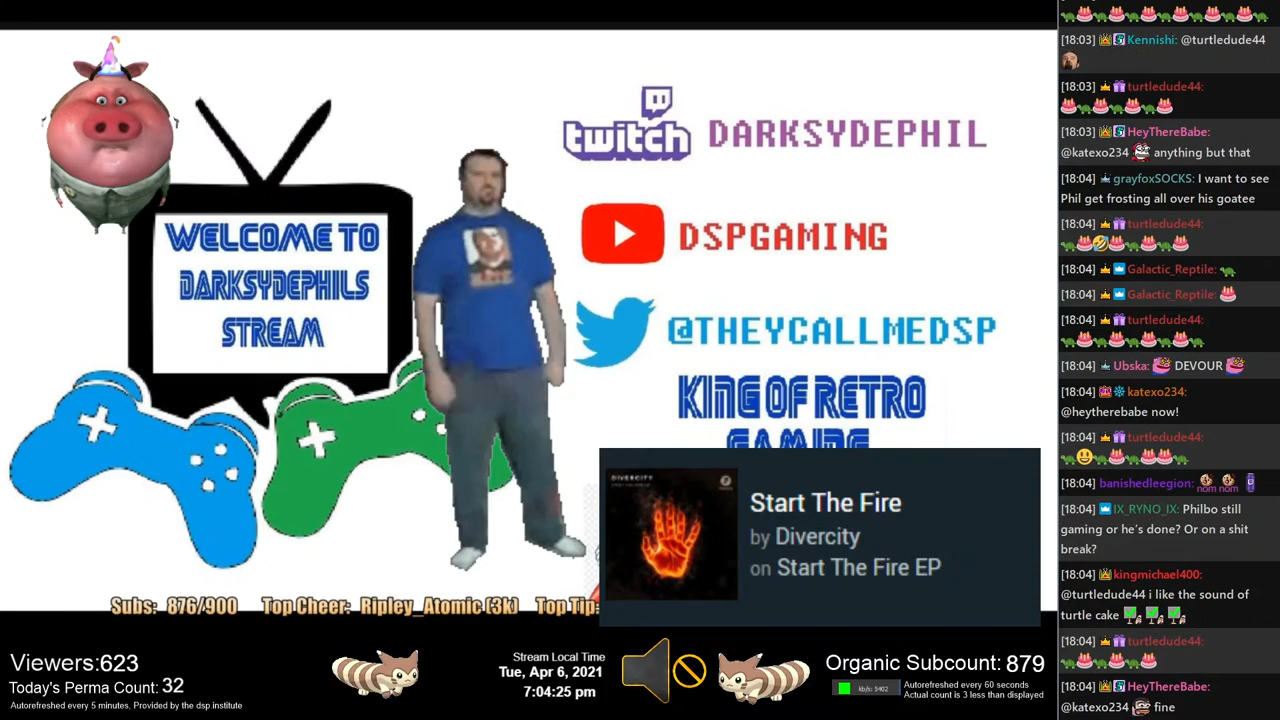 WELCOME TO
DARKSYDEPHILS
STREAM
twitch DARKSYDEPHIL
DSPGAMING
@THEYCALLMEDSP
KING OF RETRO
GAMING
DIVERCITY
Start The Fire
by Divercity
on Start The Fire EP
Subs: 876/900 Top Cheer: Ripley_Atomic (3k) Top Tip:
Viewers:623
Today's Perma Count: 32
Autorefreshed every 5 minutes, Provided by the dsp institute
Stream Local Time
Tue, Apr 6, 2021
7:04:25 pm
Organic Subcount: 879
kb/s: 5402
Autorefreshed every 60 seconds
Actual count is 3 less than displayed
[18:03] Kennishi: @turtledude44
[18:03] turtledude44:
[18:03] HeyThereBabe:
@katexo234 anything but that
[18:04] grayfoxSOCKS: I want to see
Phil get frosting all over his goatee
[18:04] turtledude44:
[18:04] Galactic_Reptile:
[18:04] Galactic_Reptile:
[18:04] turtledude44:
[18:04] Ubska: DEVOUR
[18:04] katexo234:
@heytherebabe now!
[18:04] turtledude44:
[18:04] banishedleegion: nom nom
[18:04] IX_RYNO_IX: Philbo still
gaming or he's done? Or on a shit
break?
[18:04] kingmichael400:
@turtledude44 i like the sound of
turtle cake
[18:04] turtledude44:
[18:04] HeyThereBabe:
@katexo234 fine